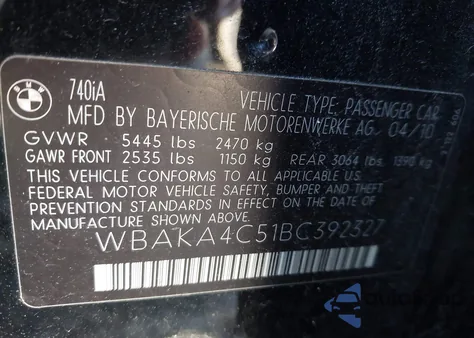 BMW
740iA
VEHICLE TYPE: PASSENGER CAR
MFD BY BAYERISCHE MOTORENWERKE AG 04/10
GVWR 5445 lbs 2470 kg
GAWR FRONT 2535 lbs 1150 kg REAR 3064 lbs 1390 kg
THIS VEHICLE CONFORMS TO ALL APPLICABLE
FEDERAL MOTOR VEHICLE SAFETY, BUMPER AND THEFT
PREVENTION STANDARDS IN EFFECT ON THE DATE OF
MANUFACTURE SHOWN ABOVE.
WBAKA4C51BC392327